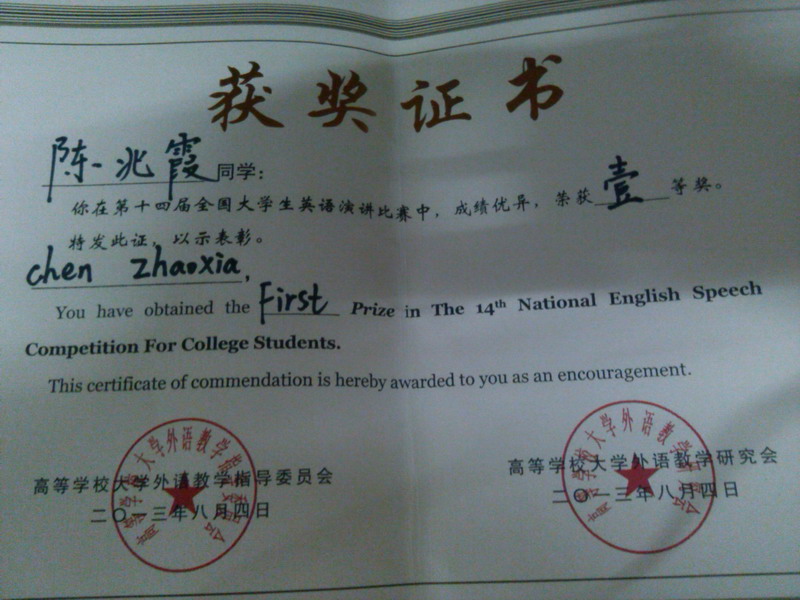 获奖证书
陈兆霞同学：
你在第十四届全国大学生英语演讲比赛中，成绩优异，荣获壹等奖。
特发此证，以示表彰。
chen zhaoxia,
You have obtained the First Prize in The 14th National English Speech
Competition For College Students.
This certificate of commendation is hereby awarded to you as an encouragement.
高等学校大学外语教学指导委员会
二〇一三年八月四日
高等学校大学外语教学研究会
二〇一三年八月四日